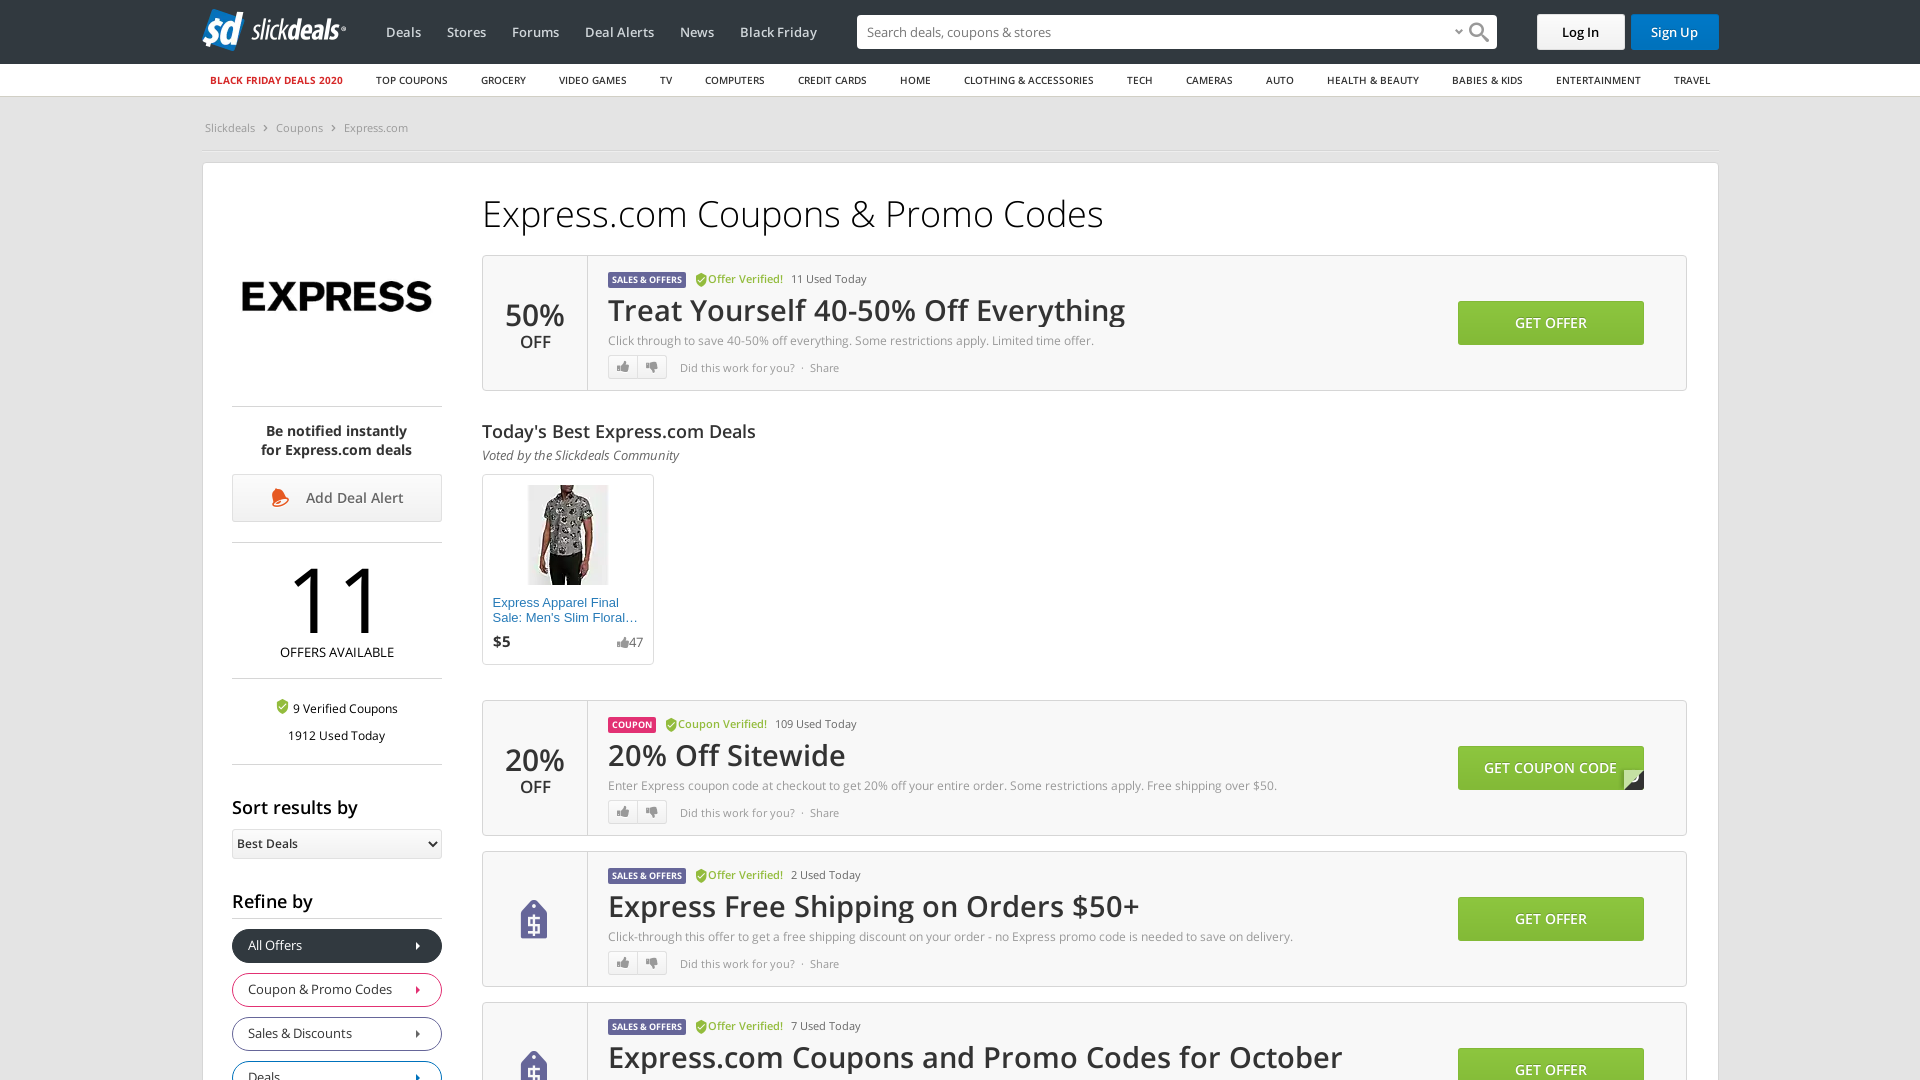 sd slickdeals
Deals Stores Forums Deal Alerts News Black Friday
Search deals, coupons & stores
Log In Sign Up
BLACK FRIDAY DEALS 2020 TOP COUPONS GROCERY VIDEO GAMES TV COMPUTERS CREDIT CARDS HOME CLOTHING & ACCESSORIES TECH CAMERAS AUTO HEALTH & BEAUTY BABIES & KIDS ENTERTAINMENT TRAVEL
Slickdeals › Coupons › Express.com
EXPRESS
Be notified instantly
for Express.com deals
Add Deal Alert
11
OFFERS AVAILABLE
9 Verified Coupons
1912 Used Today
Sort results by
Best Deals
Refine by
All Offers
Coupon & Promo Codes
Sales & Discounts
Deals
Express.com Coupons & Promo Codes
50%
OFF
SALES & OFFERS Offer Verified! 11 Used Today
Treat Yourself 40-50% Off Everything
Click through to save 40-50% off everything. Some restrictions apply. Limited time offer.
Did this work for you? · Share
GET OFFER
Today's Best Express.com Deals
Voted by the Slickdeals Community
Express Apparel Final
Sale: Men's Slim Floral...
$5 47
20%
OFF
COUPON Coupon Verified! 109 Used Today
20% Off Sitewide
Enter Express coupon code at checkout to get 20% off your entire order. Some restrictions apply. Free shipping over $50.
Did this work for you? · Share
GET COUPON CODE
SALES & OFFERS Offer Verified! 2 Used Today
Express Free Shipping on Orders $50+
Click-through this offer to get a free shipping discount on your order - no Express promo code is needed to save on delivery.
Did this work for you? · Share
GET OFFER
SALES & OFFERS Offer Verified! 7 Used Today
Express.com Coupons and Promo Codes for October
GET OFFER